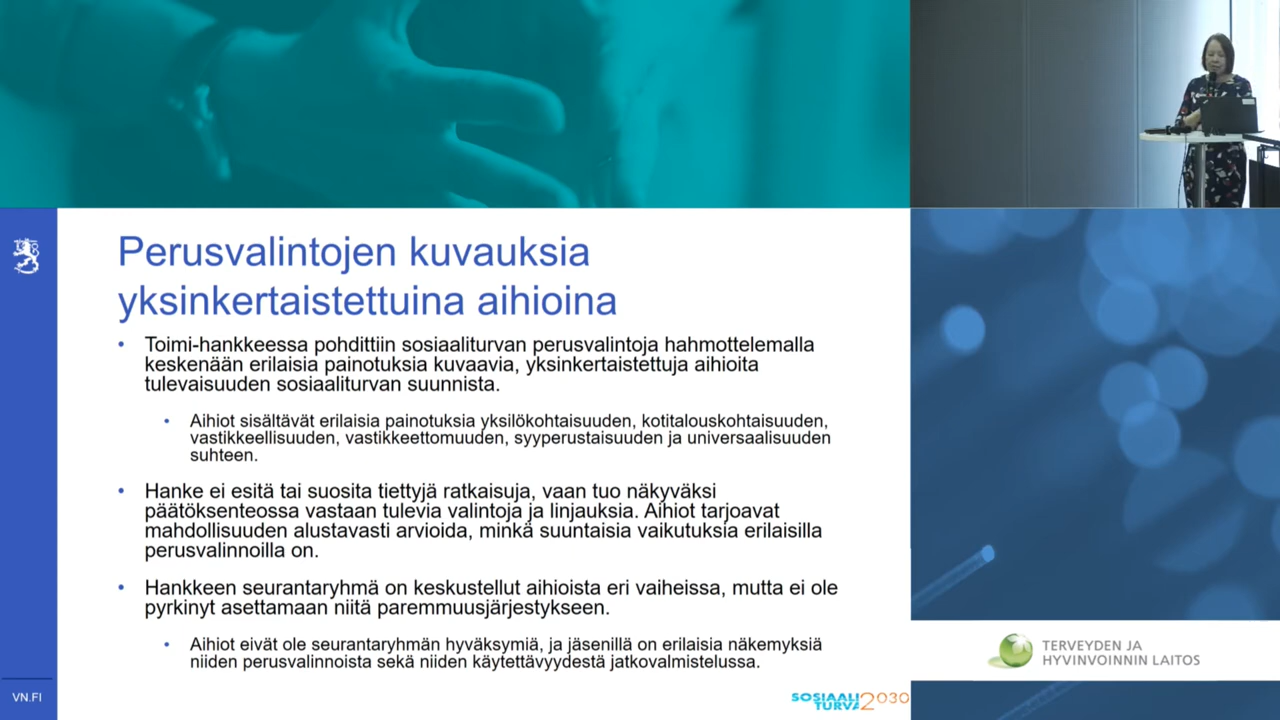 Perusvalintojen kuvauksia
yksinkertaistettuina aihioina
• Toimi-hankkeessa pohdittiin sosiaaliturvan perusvalintoja hahmottelemalla
keskenään erilaisia painotuksia kuvaavia, yksinkertaistettuja aihioita
tulevaisuuden sosiaaliturvan suunnista.
• Aihiot sisältävät erilaisia painotuksia yksilökohtaisuuden, kotitalouskohtaisuuden,
vastikkeellisuuden, vastikkeettomuuden, syyperustaisuuden ja universaalisuuden
suhteen.
• Hanke ei esitä tai suosita tiettyjä ratkaisuja, vaan tuo näkyväksi
päätöksenteossa vastaan tulevia valintoja ja linjauksia. Aihiot tarjoavat
mahdollisuuden alustavasti arvioida, minkä suuntaisia vaikutuksia erilaisilla
perusvalinnoilla on.
• Hankkeen seurantaryhmä on keskustellut aihioista eri vaiheissa, mutta ei ole
pyrkinyt asettamaan niitä paremmuusjärjestykseen.
• Aihiot eivät ole seurantaryhmän hyväksymiä, ja jäsenillä on erilaisia näkemyksiä
niiden perusvalinnoista sekä niiden käytettävyydestä jatkovalmistelussa.
VN.FI
SOSIAALI
TURVA 2030
TERVEYDEN JA
HYVINVOINNIN LAITOS